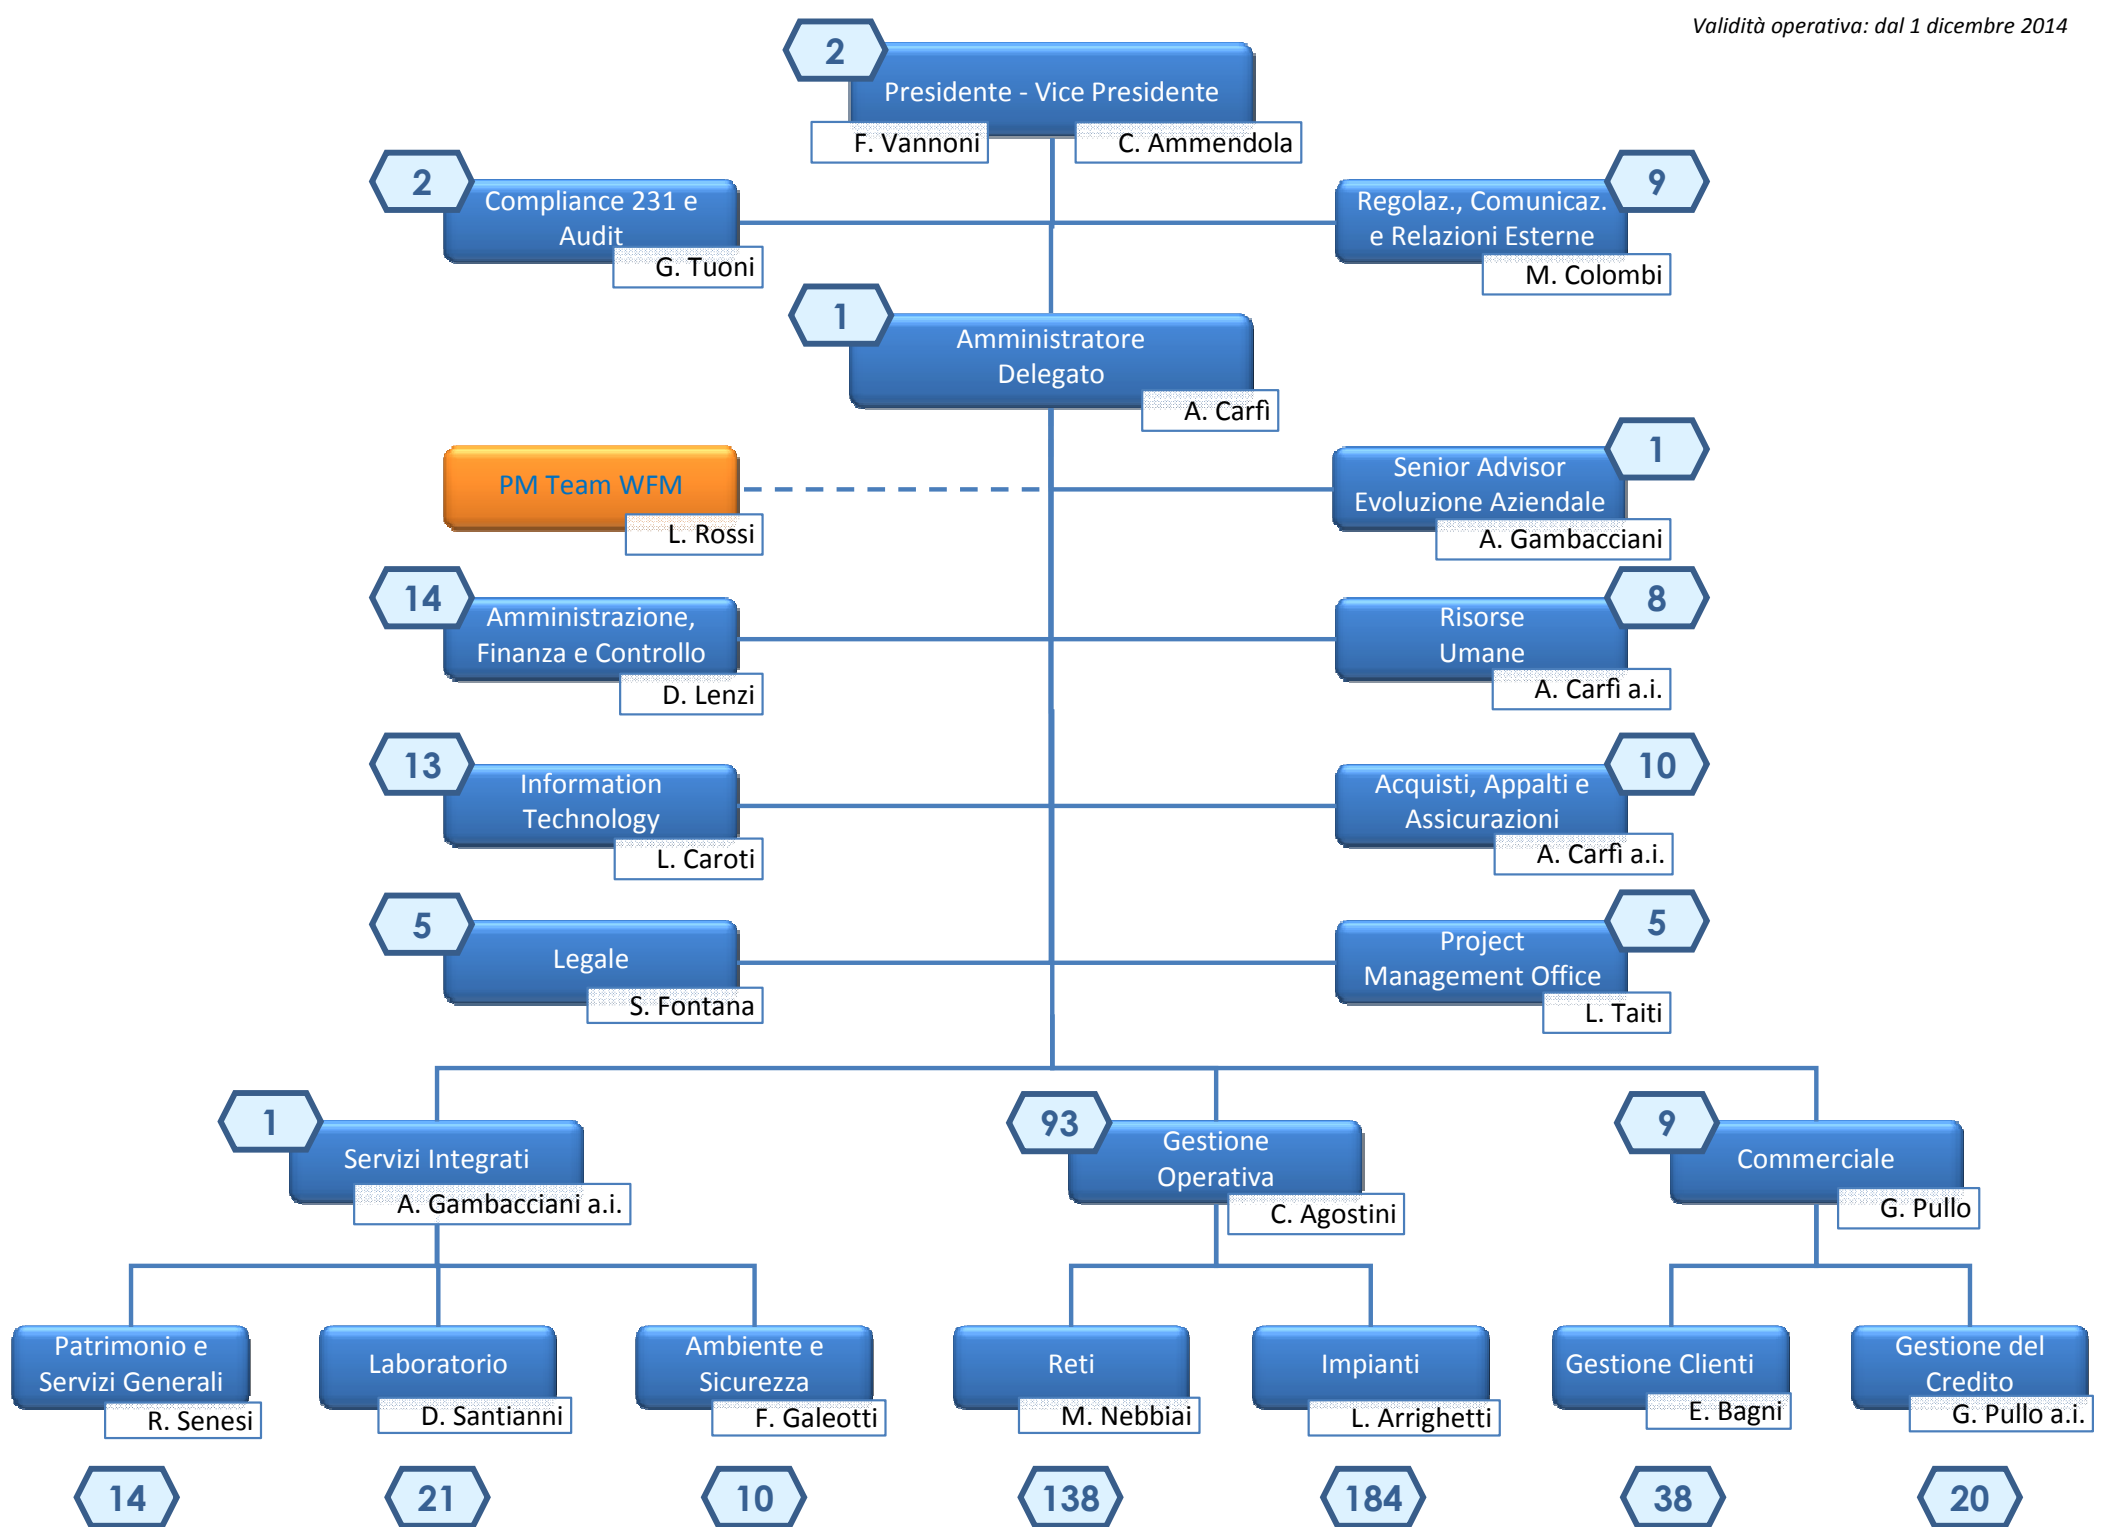 Validità operativa: dal 1 dicembre 2014
2
Presidente - Vice Presidente
F. Vannoni
C. Ammendola
2
Compliance 231 e
Audit
G. Tuoni
9
Regolaz., Comunicaz.
e Relazioni Esterne
M. Colombi
1
Amministratore
Delegato
A. Carfì
PM Team WFM
L. Rossi
1
Senior Advisor
Evoluzione Aziendale
A. Gambacciani
14
Amministrazione,
Finanza e Controllo
D. Lenzi
8
Risorse
Umane
A. Carfì a.i.
13
Information
Technology
L. Caroti
10
Acquisti, Appalti e
Assicurazioni
A. Carfì a.i.
5
Legale
S. Fontana
5
Project
Management Office
L. Taiti
1
Servizi Integrati
A. Gambacciani a.i.
93
Gestione
Operativa
C. Agostini
9
Commerciale
G. Pullo
Patrimonio e
Servizi Generali
R. Senesi
14
Laboratorio
D. Santianni
21
Ambiente e
Sicurezza
F. Galeotti
10
Reti
M. Nebbiai
138
Impianti
L. Arrighetti
184
Gestione Clienti
E. Bagni
38
Gestione del
Credito
G. Pullo a.i.
20